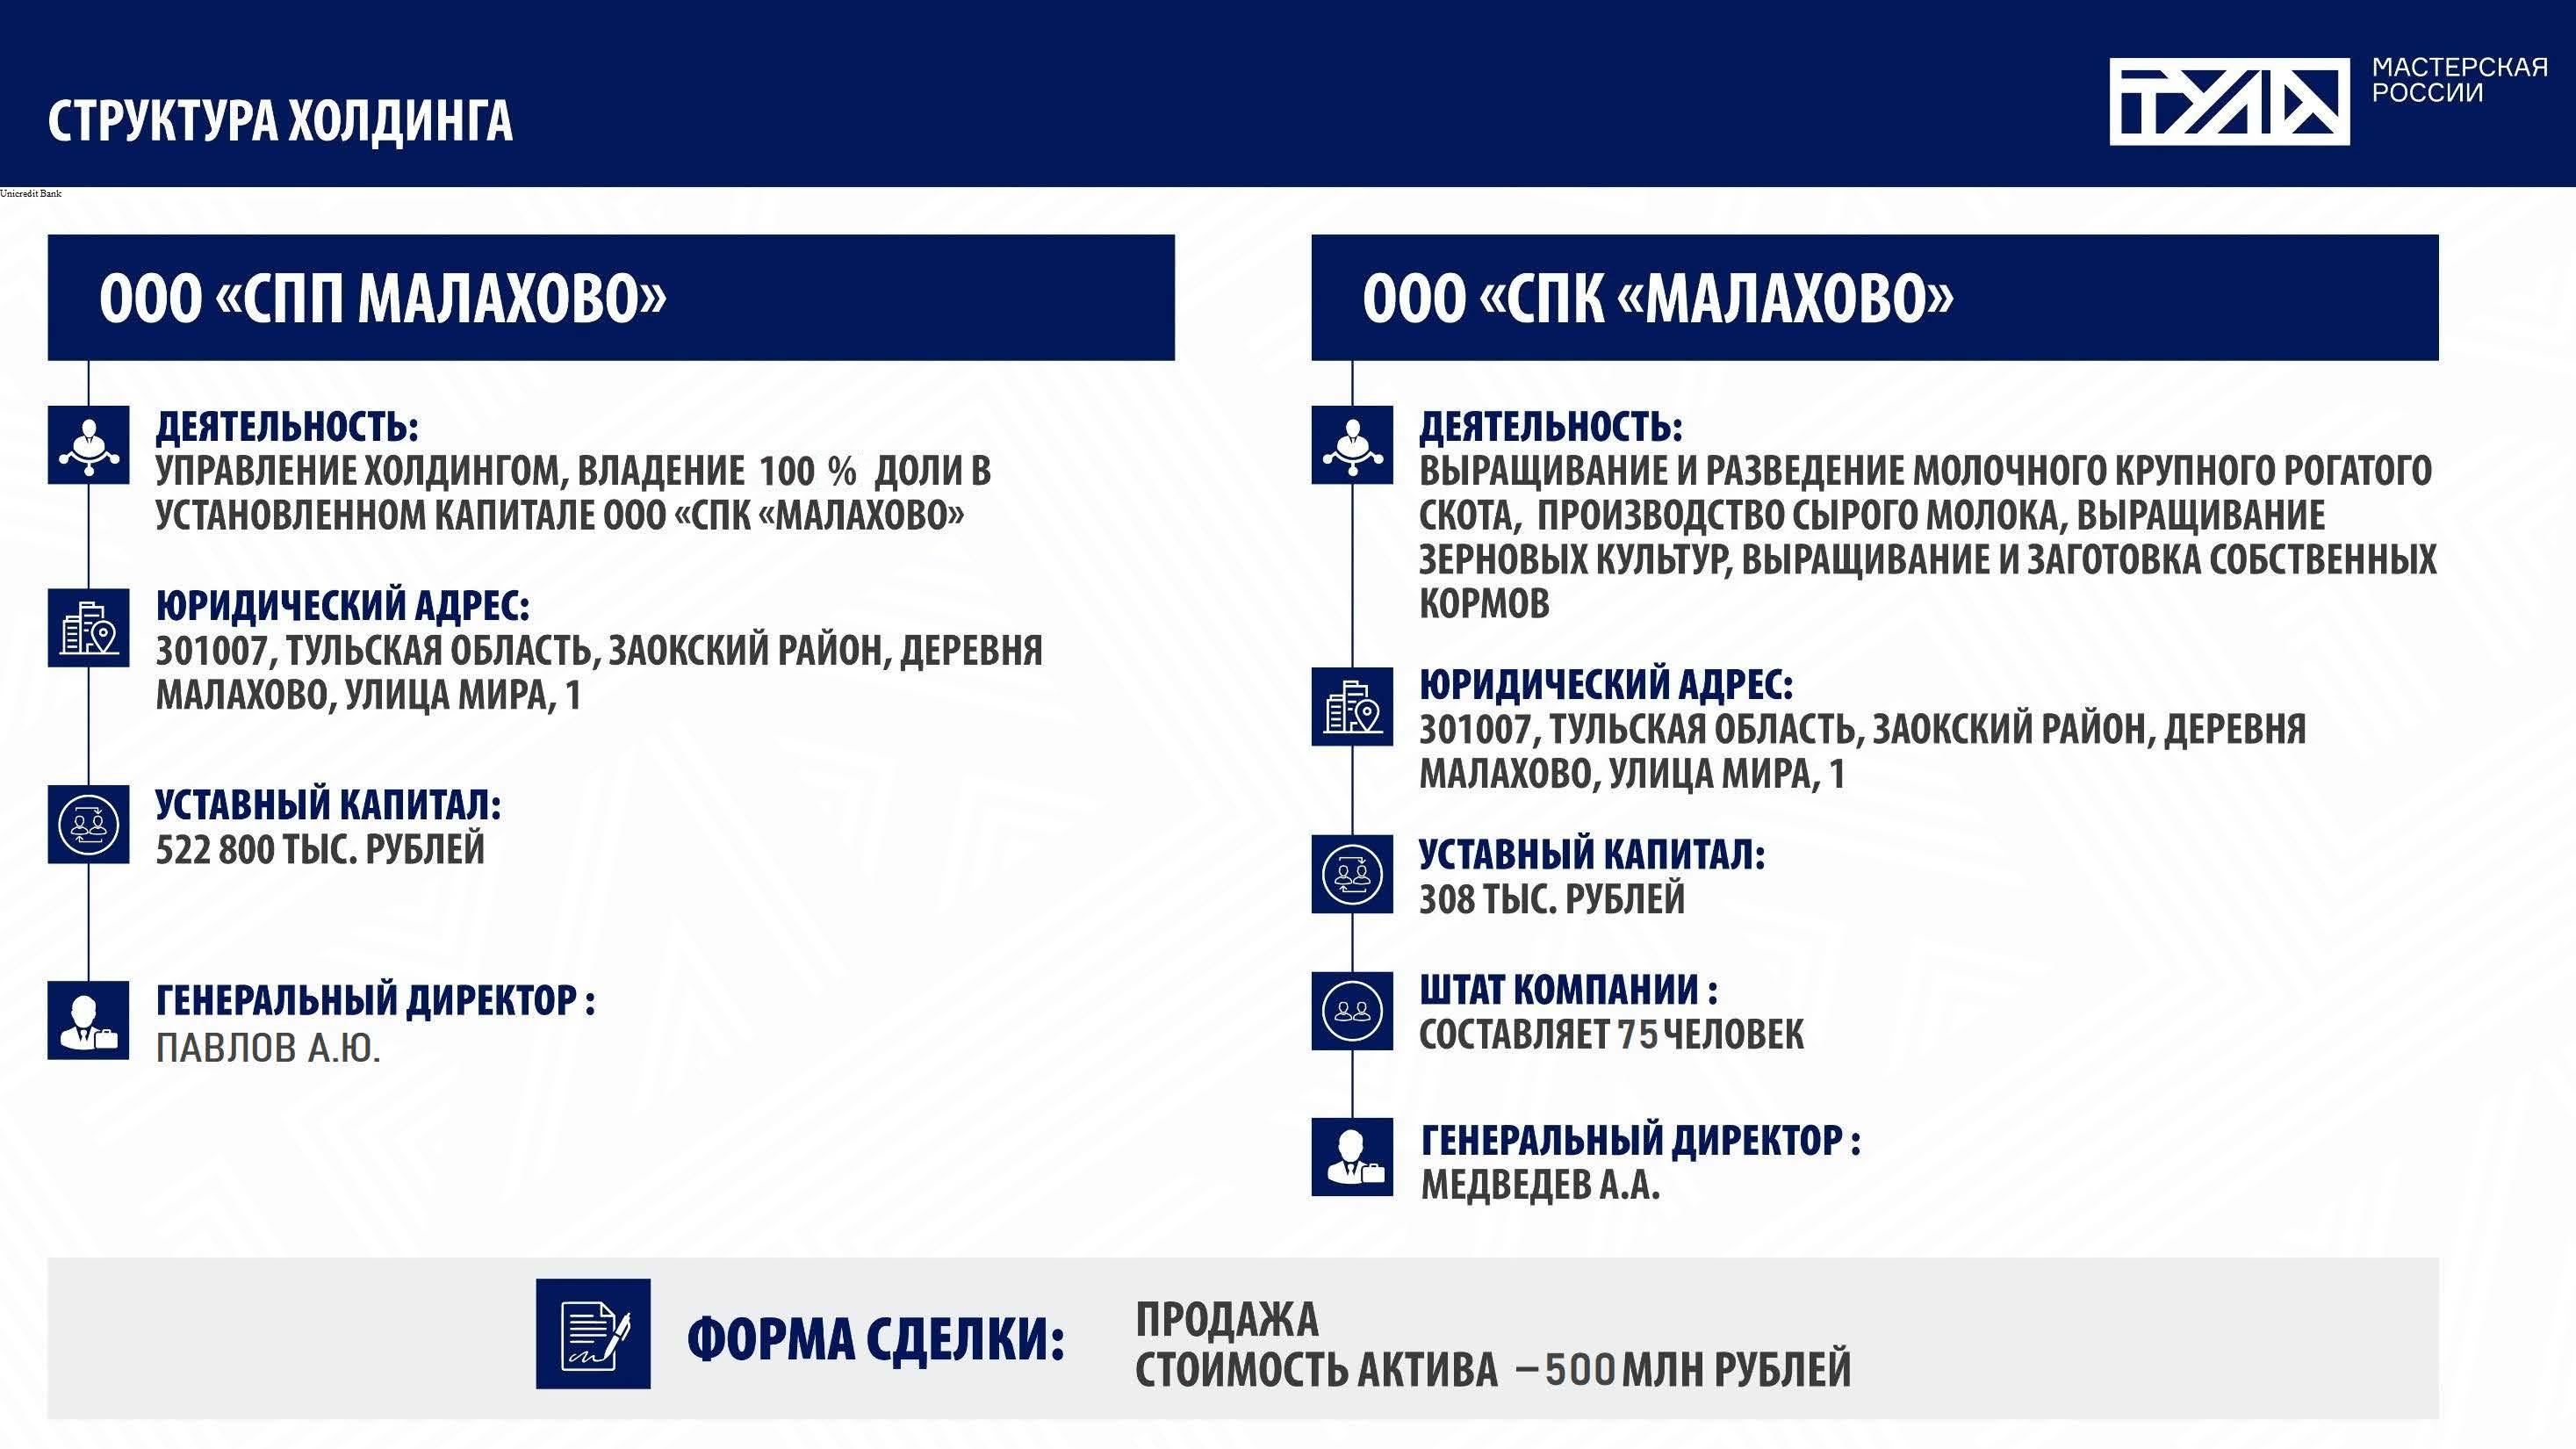 СТРУКТУРА ХОЛДИНГА
ТУЛА
МАСТЕРСКАЯ
РОССИИ
Unicredit Bank
ООО «СПП МАЛАХОВО»
ДЕЯТЕЛЬНОСТЬ:
УПРАВЛЕНИЕ ХОЛДИНГОМ, ВЛАДЕНИЕ 100 % ДОЛИ В
УСТАНОВЛЕННОМ КАПИТАЛЕ ООО «СПК «МАЛАХОВО»
ЮРИДИЧЕСКИЙ АДРЕС:
301007, ТУЛЬСКАЯ ОБЛАСТЬ, ЗАОКСКИЙ РАЙОН, ДЕРЕВНЯ
МАЛАХОВО, УЛИЦА МИРА, 1
УСТАВНЫЙ КАПИТАЛ:
522 800 ТЫС. РУБЛЕЙ
ГЕНЕРАЛЬНЫЙ ДИРЕКТОР :
ПАВЛОВ А.Ю.
ООО «СПК «МАЛАХОВО»
ДЕЯТЕЛЬНОСТЬ:
ВЫРАЩИВАНИЕ И РАЗВЕДЕНИЕ МОЛОЧНОГО КРУПНОГО РОГАТОГО
СКОТА, ПРОИЗВОДСТВО СЫРОГО МОЛОКА, ВЫРАЩИВАНИЕ
ЗЕРНОВЫХ КУЛЬТУР, ВЫРАЩИВАНИЕ И ЗАГОТОВКА СОБСТВЕННЫХ
КОРМОВ
ЮРИДИЧЕСКИЙ АДРЕС:
301007, ТУЛЬСКАЯ ОБЛАСТЬ, ЗАОКСКИЙ РАЙОН, ДЕРЕВНЯ
МАЛАХОВО, УЛИЦА МИРА, 1
УСТАВНЫЙ КАПИТАЛ:
308 ТЫС. РУБЛЕЙ
ШТАТ КОМПАНИИ :
СОСТАВЛЯЕТ 75 ЧЕЛОВЕК
ГЕНЕРАЛЬНЫЙ ДИРЕКТОР :
МЕДВЕДЕВ А.А.
ФОРМА СДЕЛКИ:
ПРОДАЖА
СТОИМОСТЬ АКТИВА – 500 МЛН РУБЛЕЙ